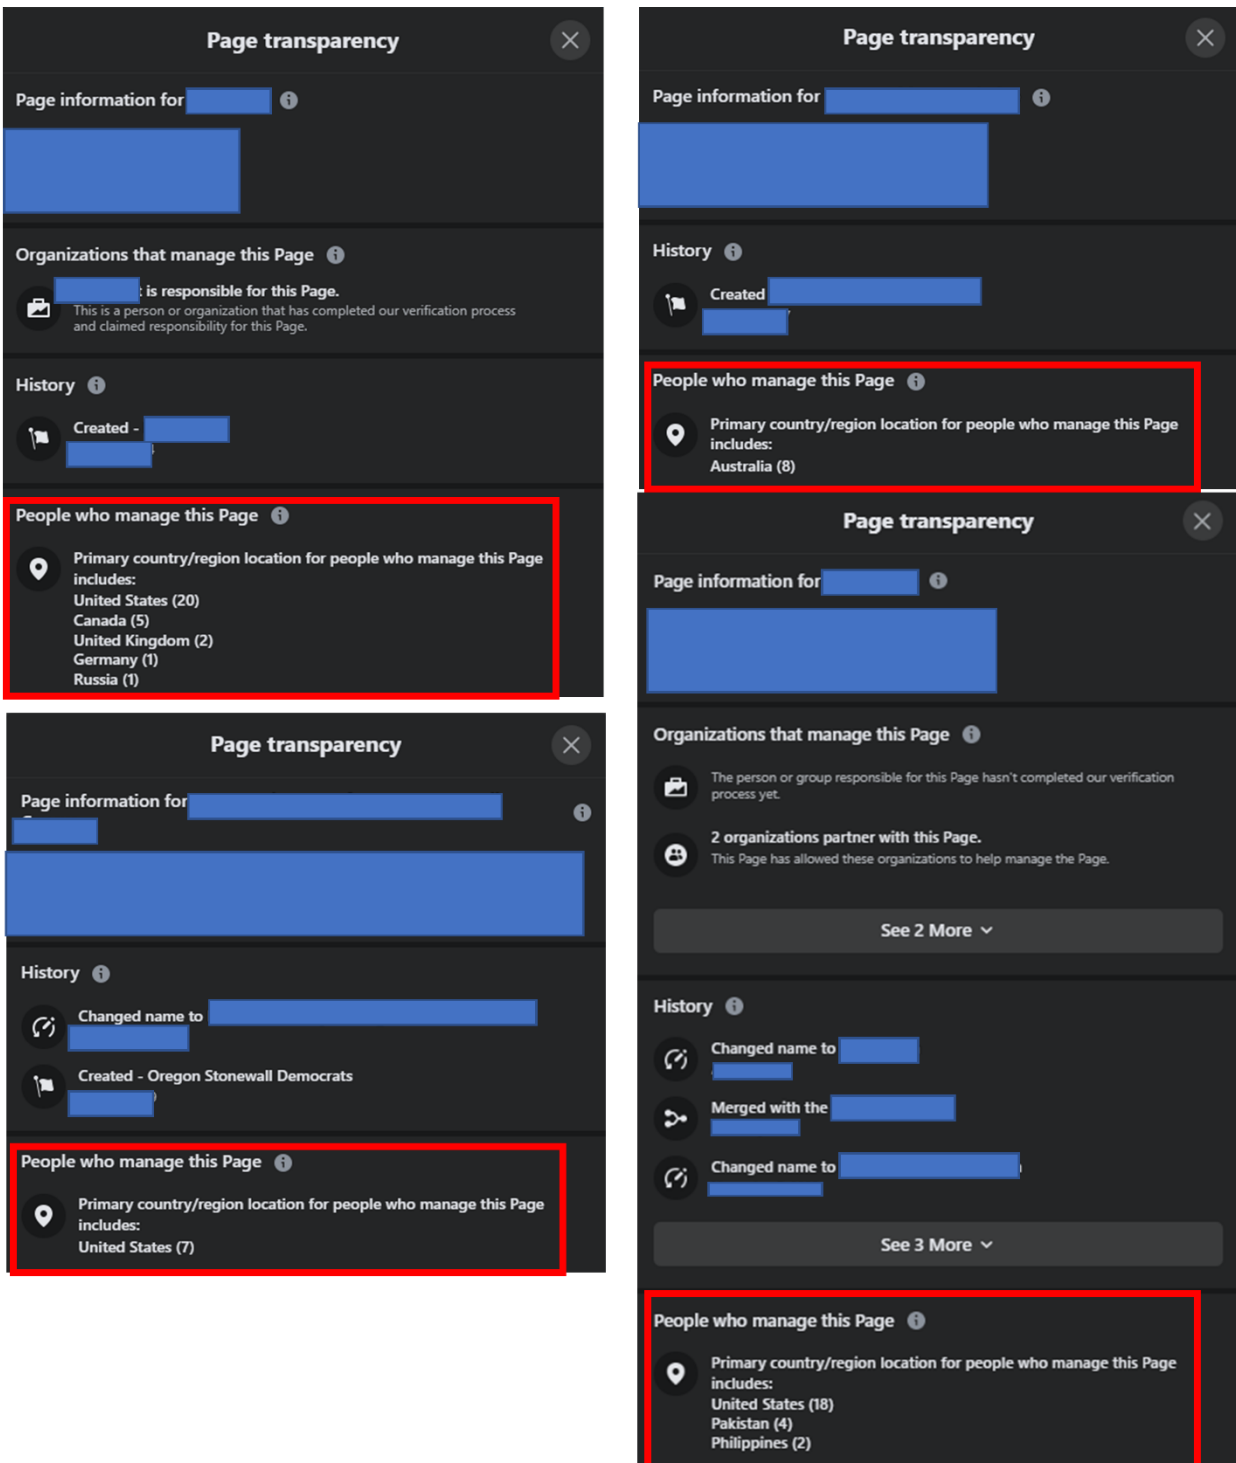 Page transparency
Page information for
Organizations that manage this Page
is responsible for this Page.
This is a person or organization that has completed our verification process
and claimed responsibility for this Page.
History
Created -
People who manage this Page
Primary country/region location for people who manage this Page
includes:
United States (20)
Canada (5)
United Kingdom (2)
Germany (1)
Russia (1)
Page transparency
Page information for
History
Changed name to
Created - Oregon Stonewall Democrats
People who manage this Page
Primary country/region location for people who manage this Page
includes:
United States (7)
Page transparency
Page information for
History
Created
People who manage this Page
Primary country/region location for people who manage this Page
includes:
Australia (8)
Page transparency
Page information for
Organizations that manage this Page
The person or group responsible for this Page hasn't completed our verification
process yet.
2 organizations partner with this Page.
This Page has allowed these organizations to help manage the Page.
See 2 More
History
Changed name to
Merged with the
Changed name to
See 3 More
People who manage this Page
Primary country/region location for people who manage this Page
includes:
United States (18)
Pakistan (4)
Philippines (2)